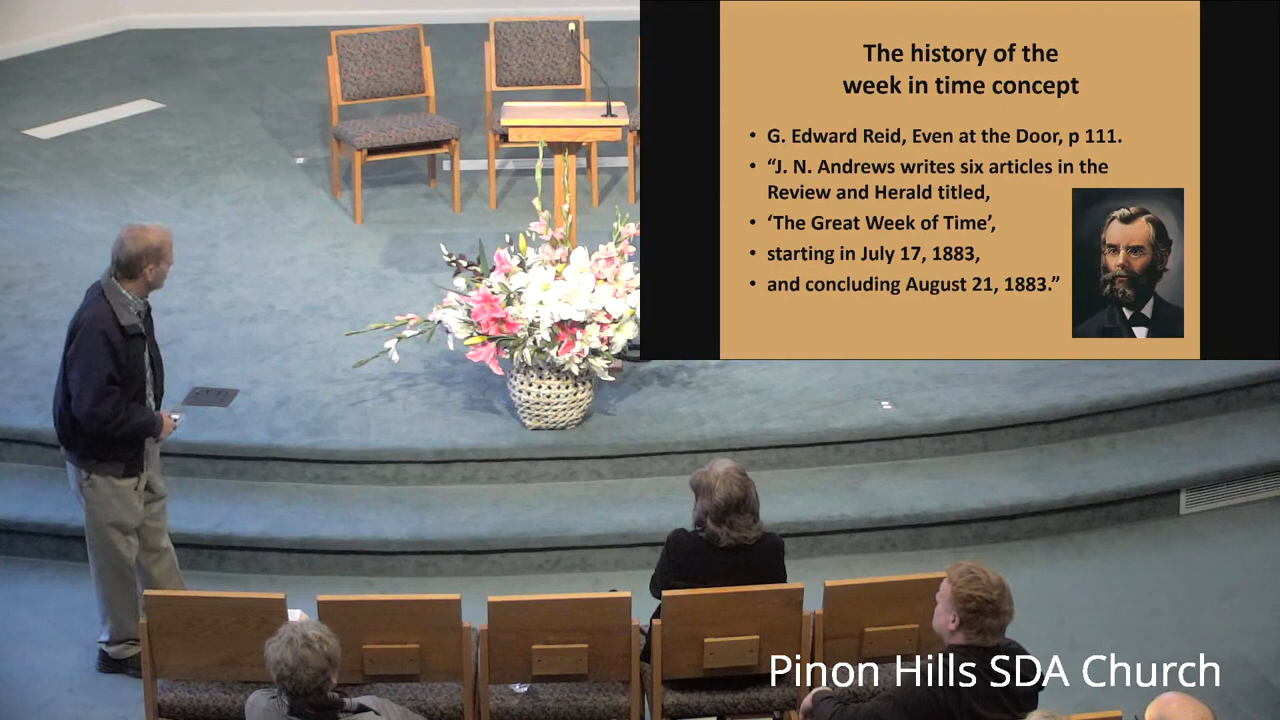 The history of the
week in time concept
• G. Edward Reid, Even at the Door, p 111.
• “J. N. Andrews writes six articles in the
Review and Herald titled,
• ‘The Great Week of Time’,
• starting in July 17, 1883,
• and concluding August 21, 1883.”
Pinon Hills SDA Church